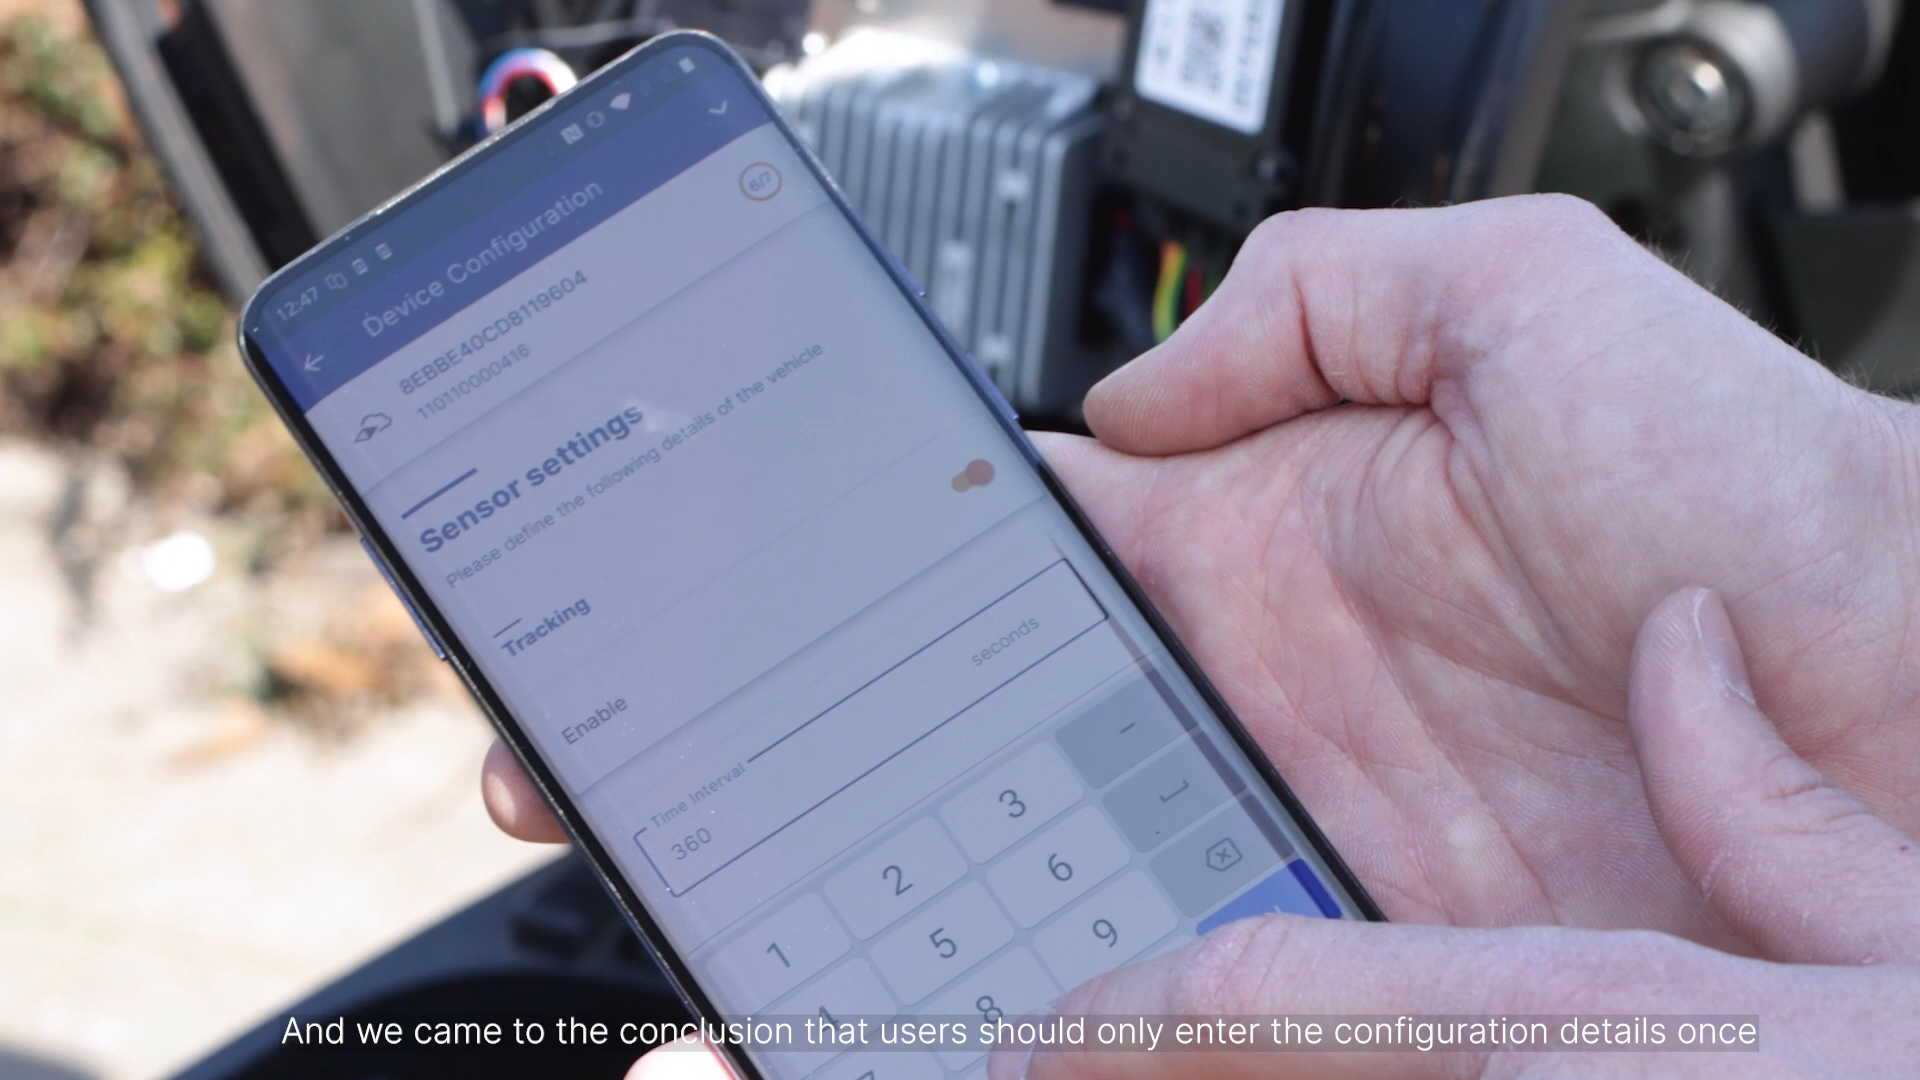 12:47
Device Configuration
8EBBE40CD8119604
110110000416
6/7
Sensor settings
Please define the following details of the vehicle
Tracking
Enable
Time Interval
360
seconds
1
2
3
-
4
5
6
7
8
9
And we came to the conclusion that users should only enter the configuration details once